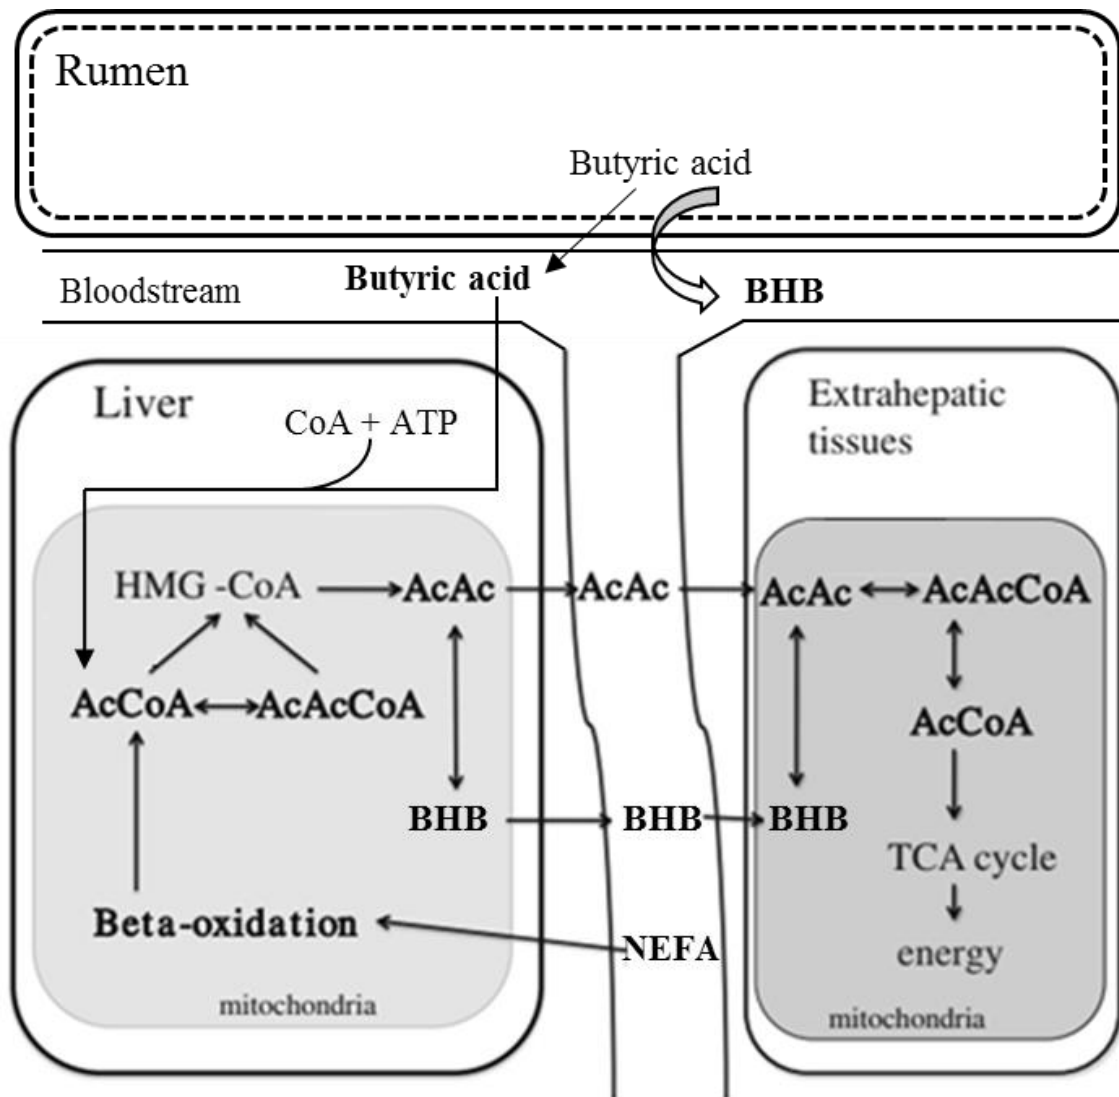 Rumen
Butyric acid
Bloodstream
Butyric acid
BHB
Liver
CoA + ATP
Extrahepatic
tissues
HMG -CoA
AcAc
AcAc
AcAc
AcAcCoA
AcCoA
AcAcCoA
AcCoA
BHB
BHB
BHB
TCA cycle
Beta-oxidation
NEFA
energy
mitochondria
mitochondria